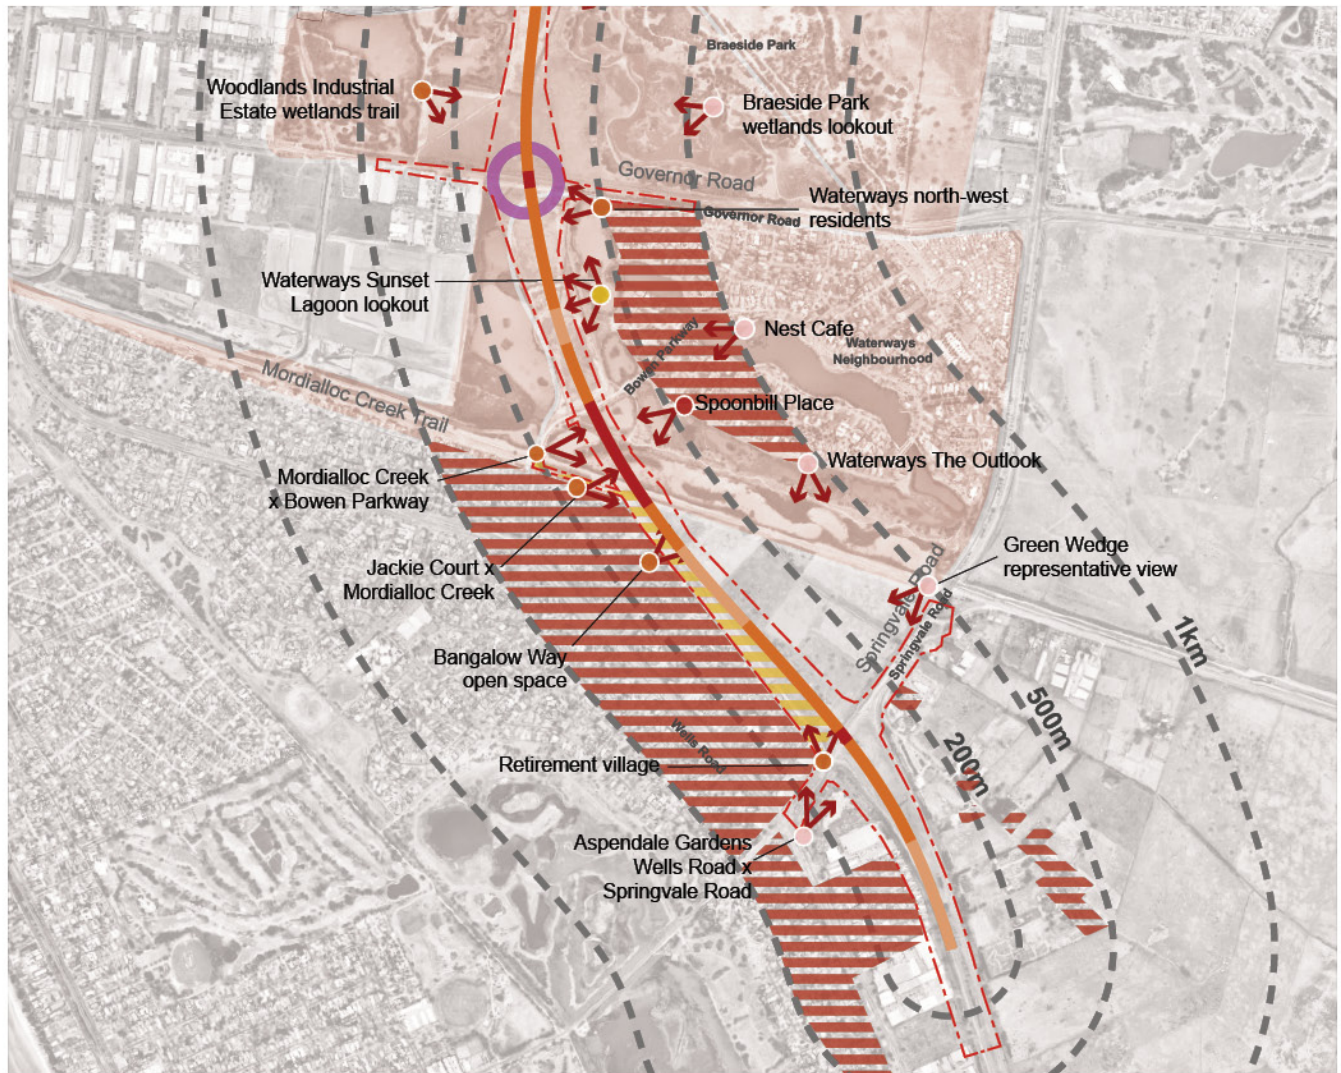 Braeside Park
Woodlands Industrial
Estate wetlands trail
Braeside Park
wetlands lookout
Governor Road
Waterways north-west
residents
Governor Road
Waterways Sunset
Lagoon lookout
Nest Cafe
Waterways
Neighbourhood
Bowen Parkway
Mordialloc Creek Trail
Spoonbill Place
Mordialloc Creek
x Bowen Parkway
Waterways The Outlook
Green Wedge
representative view
Jackie Court x
Mordialloc Creek
Springvale Road
Springvale Road
1km
Bangalow Way
open space
500m
Wells Road
200m
Retirement village
Aspendale Gardens
Wells Road x
Springvale Road